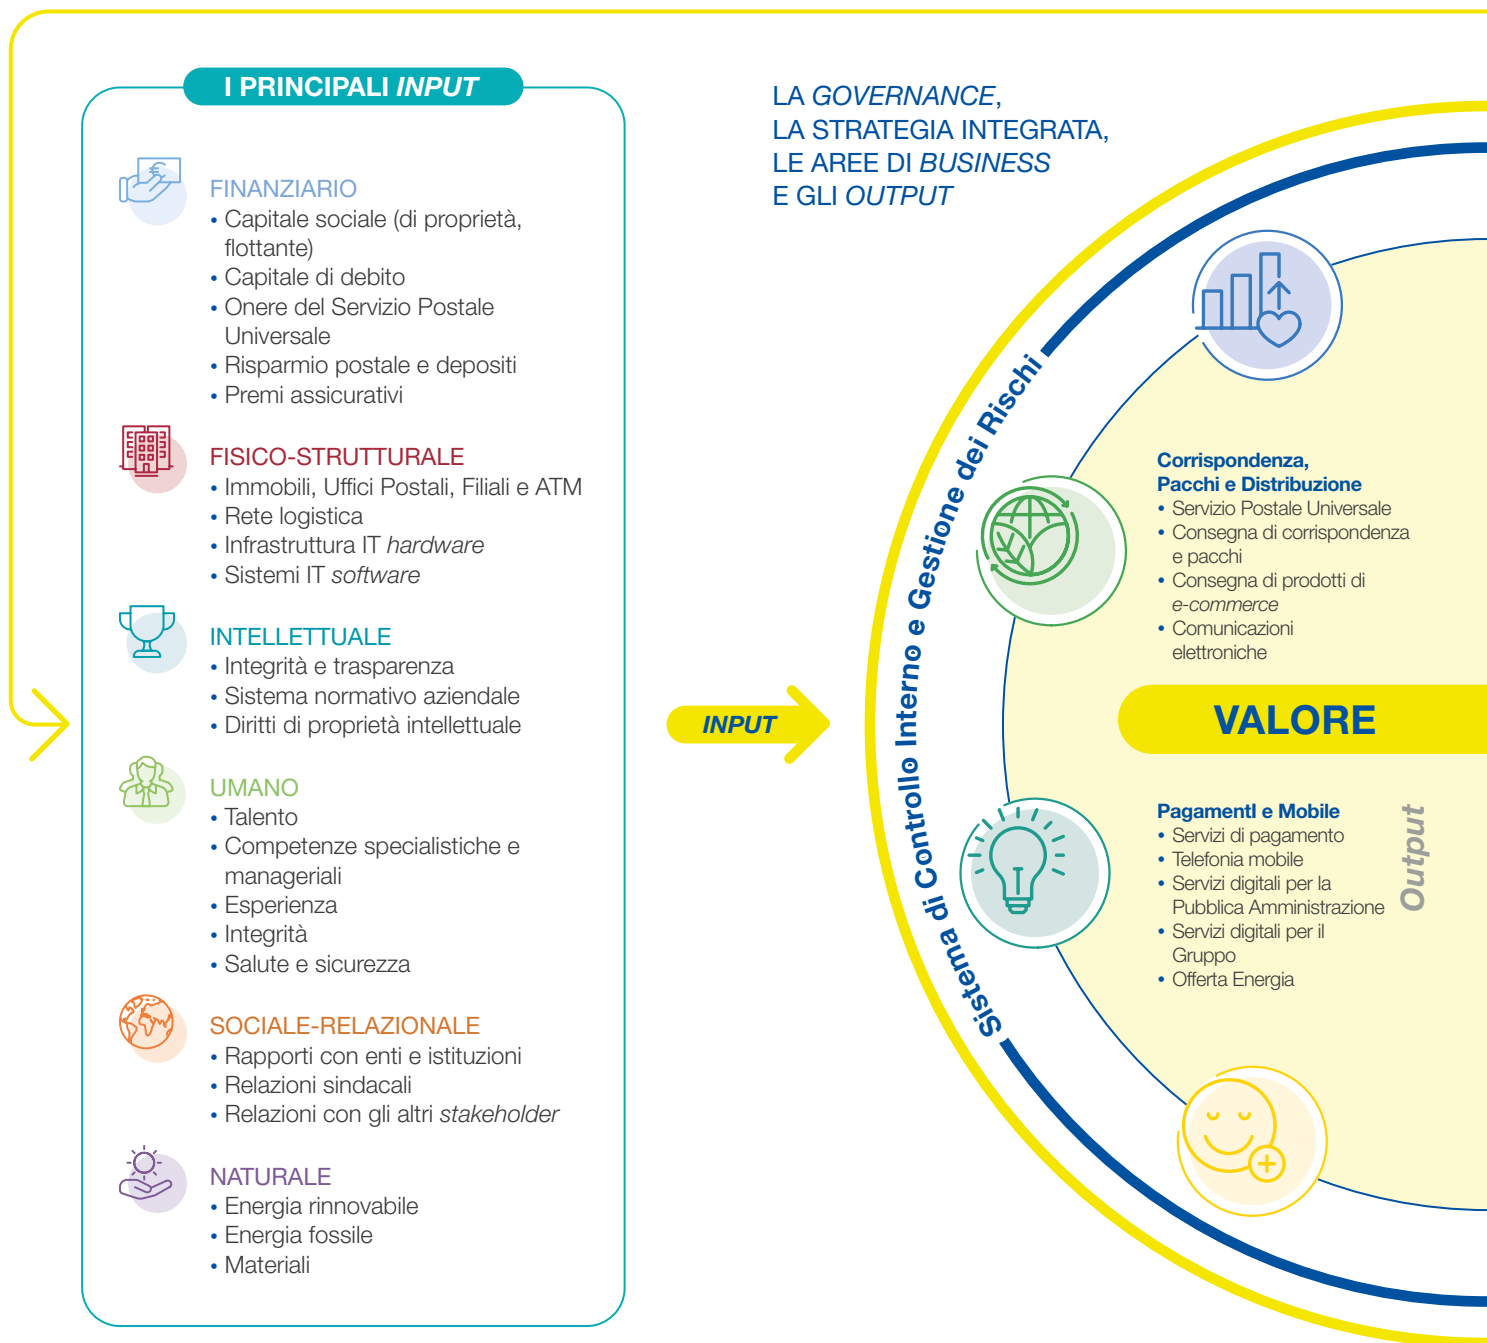 I PRINCIPALI INPUT
FINANZIARIO
• Capitale sociale (di proprietà,
flottante)
• Capitale di debito
• Onere del Servizio Postale
Universale
• Risparmio postale e depositi
• Premi assicurativi
FISICO-STRUTTURALE
• Immobili, Uffici Postali, Filiali e ATM
• Rete logistica
• Infrastruttura IT hardware
• Sistemi IT software
INTELLETTUALE
• Integrità e trasparenza
• Sistema normativo aziendale
• Diritti di proprietà intellettuale
UMANO
• Talento
• Competenze specialistiche e
manageriali
• Esperienza
• Integrità
• Salute e sicurezza
SOCIALE-RELAZIONALE
• Rapporti con enti e istituzioni
• Relazioni sindacali
• Relazioni con gli altri stakeholder
NATURALE
• Energia rinnovabile
• Energia fossile
• Materiali
INPUT
LA GOVERNANCE,
LA STRATEGIA INTEGRATA,
LE AREE DI BUSINESS
E GLI OUTPUT
Sistema di Controllo Interno e Gestione dei Rischi
Corrispondenza,
Pacchi e Distribuzione
• Servizio Postale Universale
• Consegna di corrispondenza
e pacchi
• Consegna di prodotti di
e-commerce
• Comunicazioni
elettroniche
VALORE
PagamentI e Mobile
• Servizi di pagamento
• Telefonia mobile
• Servizi digitali per la
Pubblica Amministrazione
• Servizi digitali per il
Gruppo
• Offerta Energia
Output